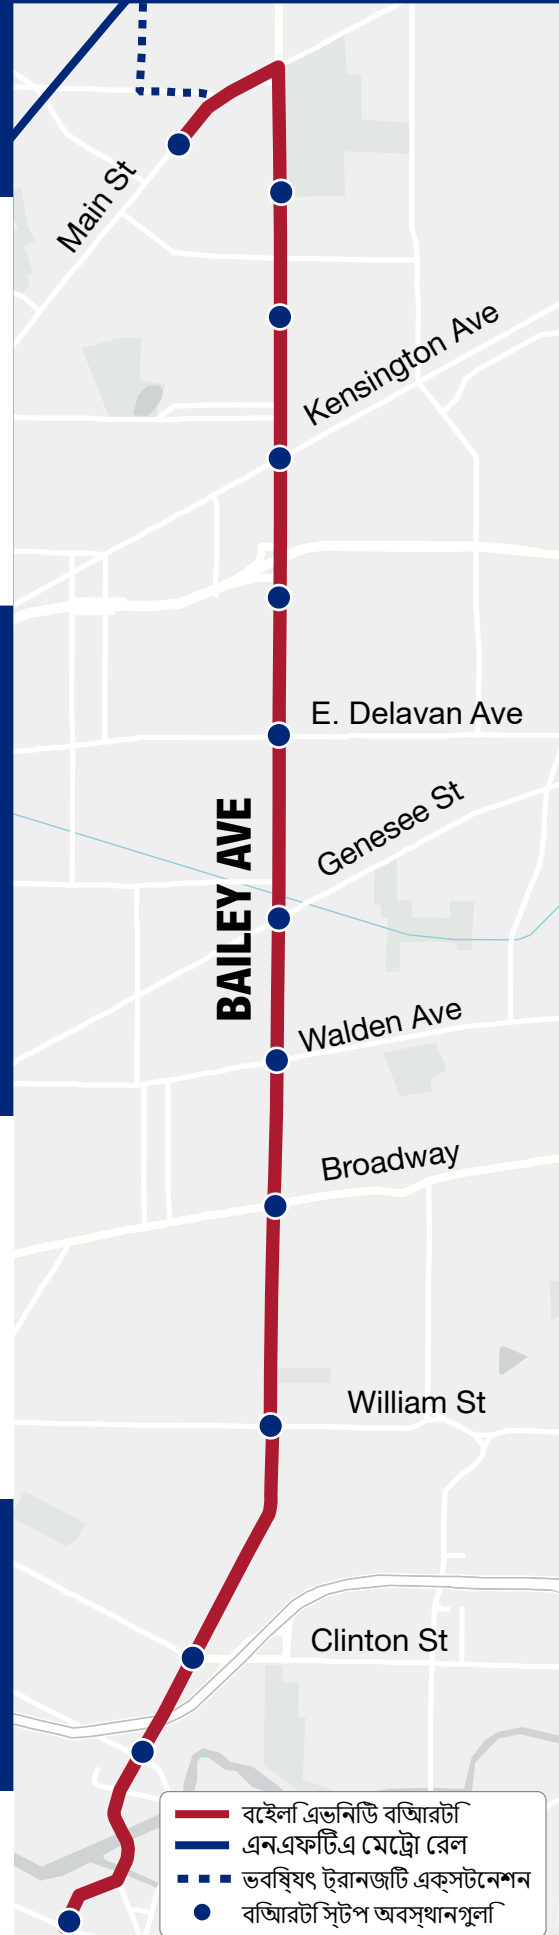 Main St
Kensington Ave
E. Delavan Ave
Genesee St
BAILEY AVE
Walden Ave
Broadway
William St
Clinton St
বেইলি এভিনিউ বিআরটি
এনএফটিএ মেট্রো রেল
ভবিষ্যৎ ট্রানজিট এক্সটেনশন
বিআরটি স্টপ অবস্থানগুলি